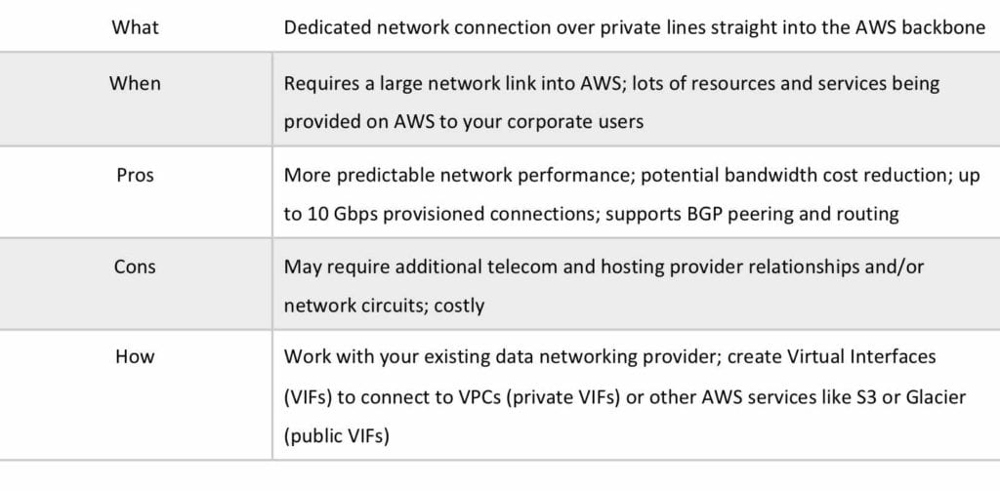 What
Dedicated network connection over private lines straight into the AWS backbone
When
Requires a large network link into AWS; lots of resources and services being
provided on AWS to your corporate users
Pros
More predictable network performance; potential bandwidth cost reduction; up
to 10 Gbps provisioned connections; supports BGP peering and routing
Cons
May require additional telecom and hosting provider relationships and/or
network circuits; costly
How
Work with your existing data networking provider; create Virtual Interfaces
(VIFs) to connect to VPCs (private VIFs) or other AWS services like S3 or Glacier
(public VIFs)